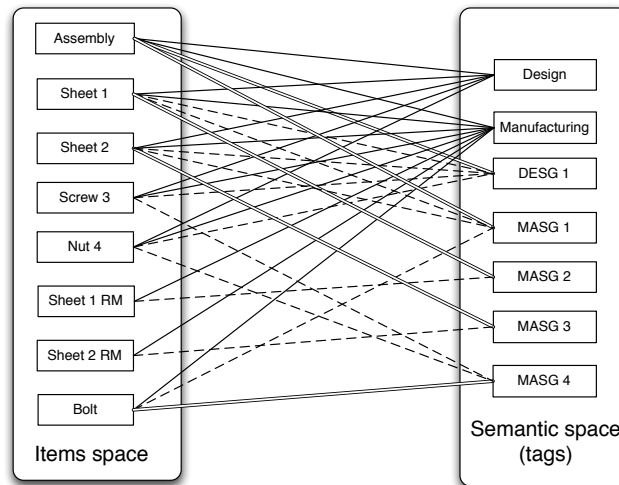 Assembly
Sheet 1
Sheet 2
Screw 3
Nut 4
Sheet 1 RM
Sheet 2 RM
Bolt
Items space
Design
Manufacturing
DESG 1
MASG 1
MASG 2
MASG 3
MASG 4
Semantic space
(tags)